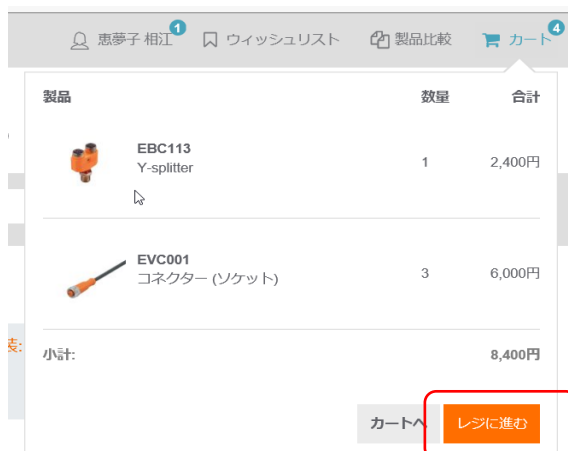 恵夢子 相江 1 ウィッシュリスト 製品比較 カート 4
製品 数量 合計
EBC113
Y-splitter 1 2,400円
EVC001
コネクター (ソケット) 3 6,000円
装:
小計: 8,400円
カートへ レジに進む